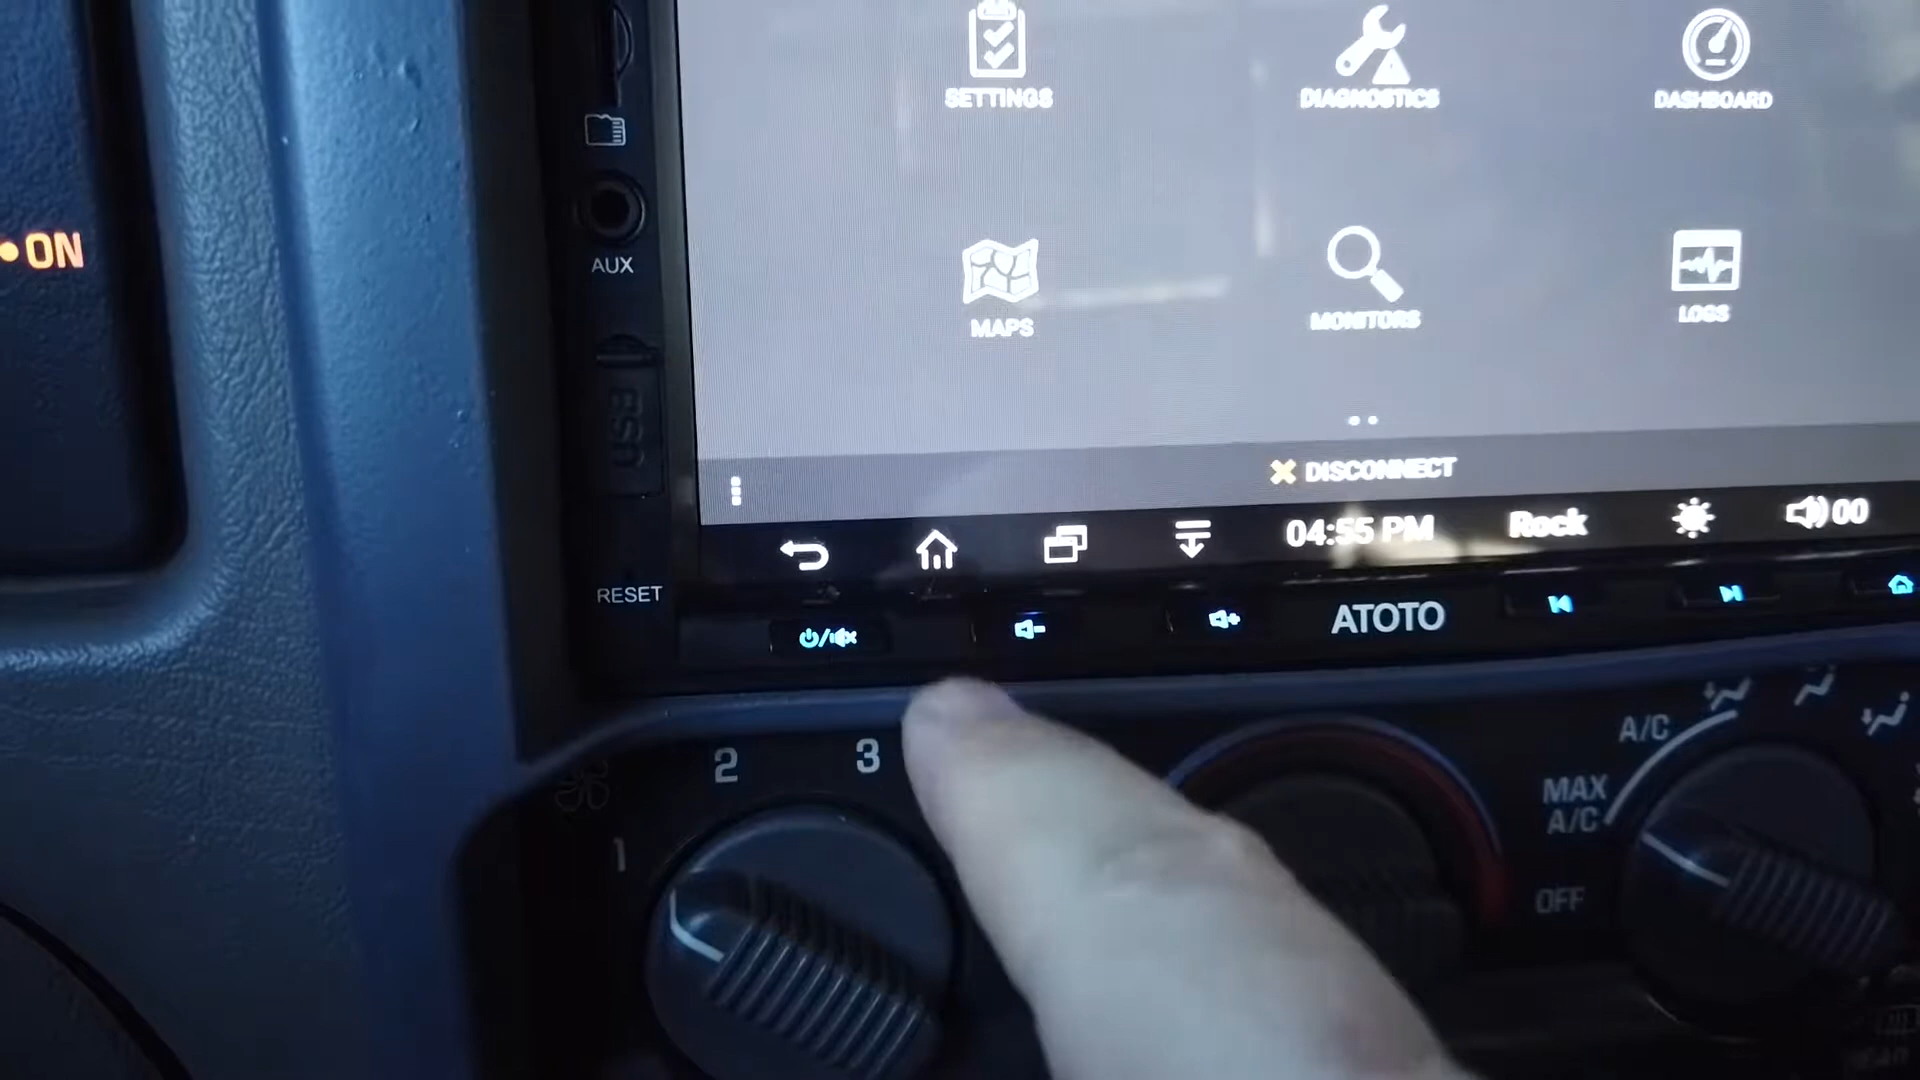 SETTINGS
DIAGNOSTICS
DASHBOARD
ON
AUX
MAPS
MONITORS
LOGS
DISCONNECT
04:55 PM
Rock
00
RESET
ATOTO
2
3
A/C
MAX
A/C
1
OFF